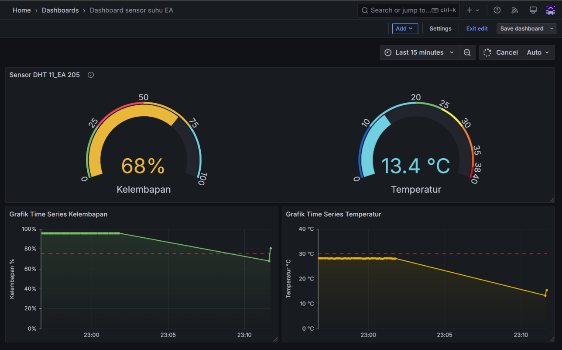 Home › Dashboards › Dashboard sensor suhu EA
Search or jump to... ctrl+k
Add Settings Exit edit Save dashboard
Last 15 minutes Cancel Auto
Sensor DHT 11_EA 205
0 25 50 75 100
68%
Kelembapan
0 10 20 25 30 35 38 40
13.4 °C
Temperatur
Grafik Time Series Kelembapan
Kelembapan %
100%
80%
60%
40%
20%
0%
23:00 23:05 23:10
Grafik Time Series Temperatur
Temperatur °C
40 °C
30 °C
20 °C
10 °C
0 °C
23:00 23:05 23:10